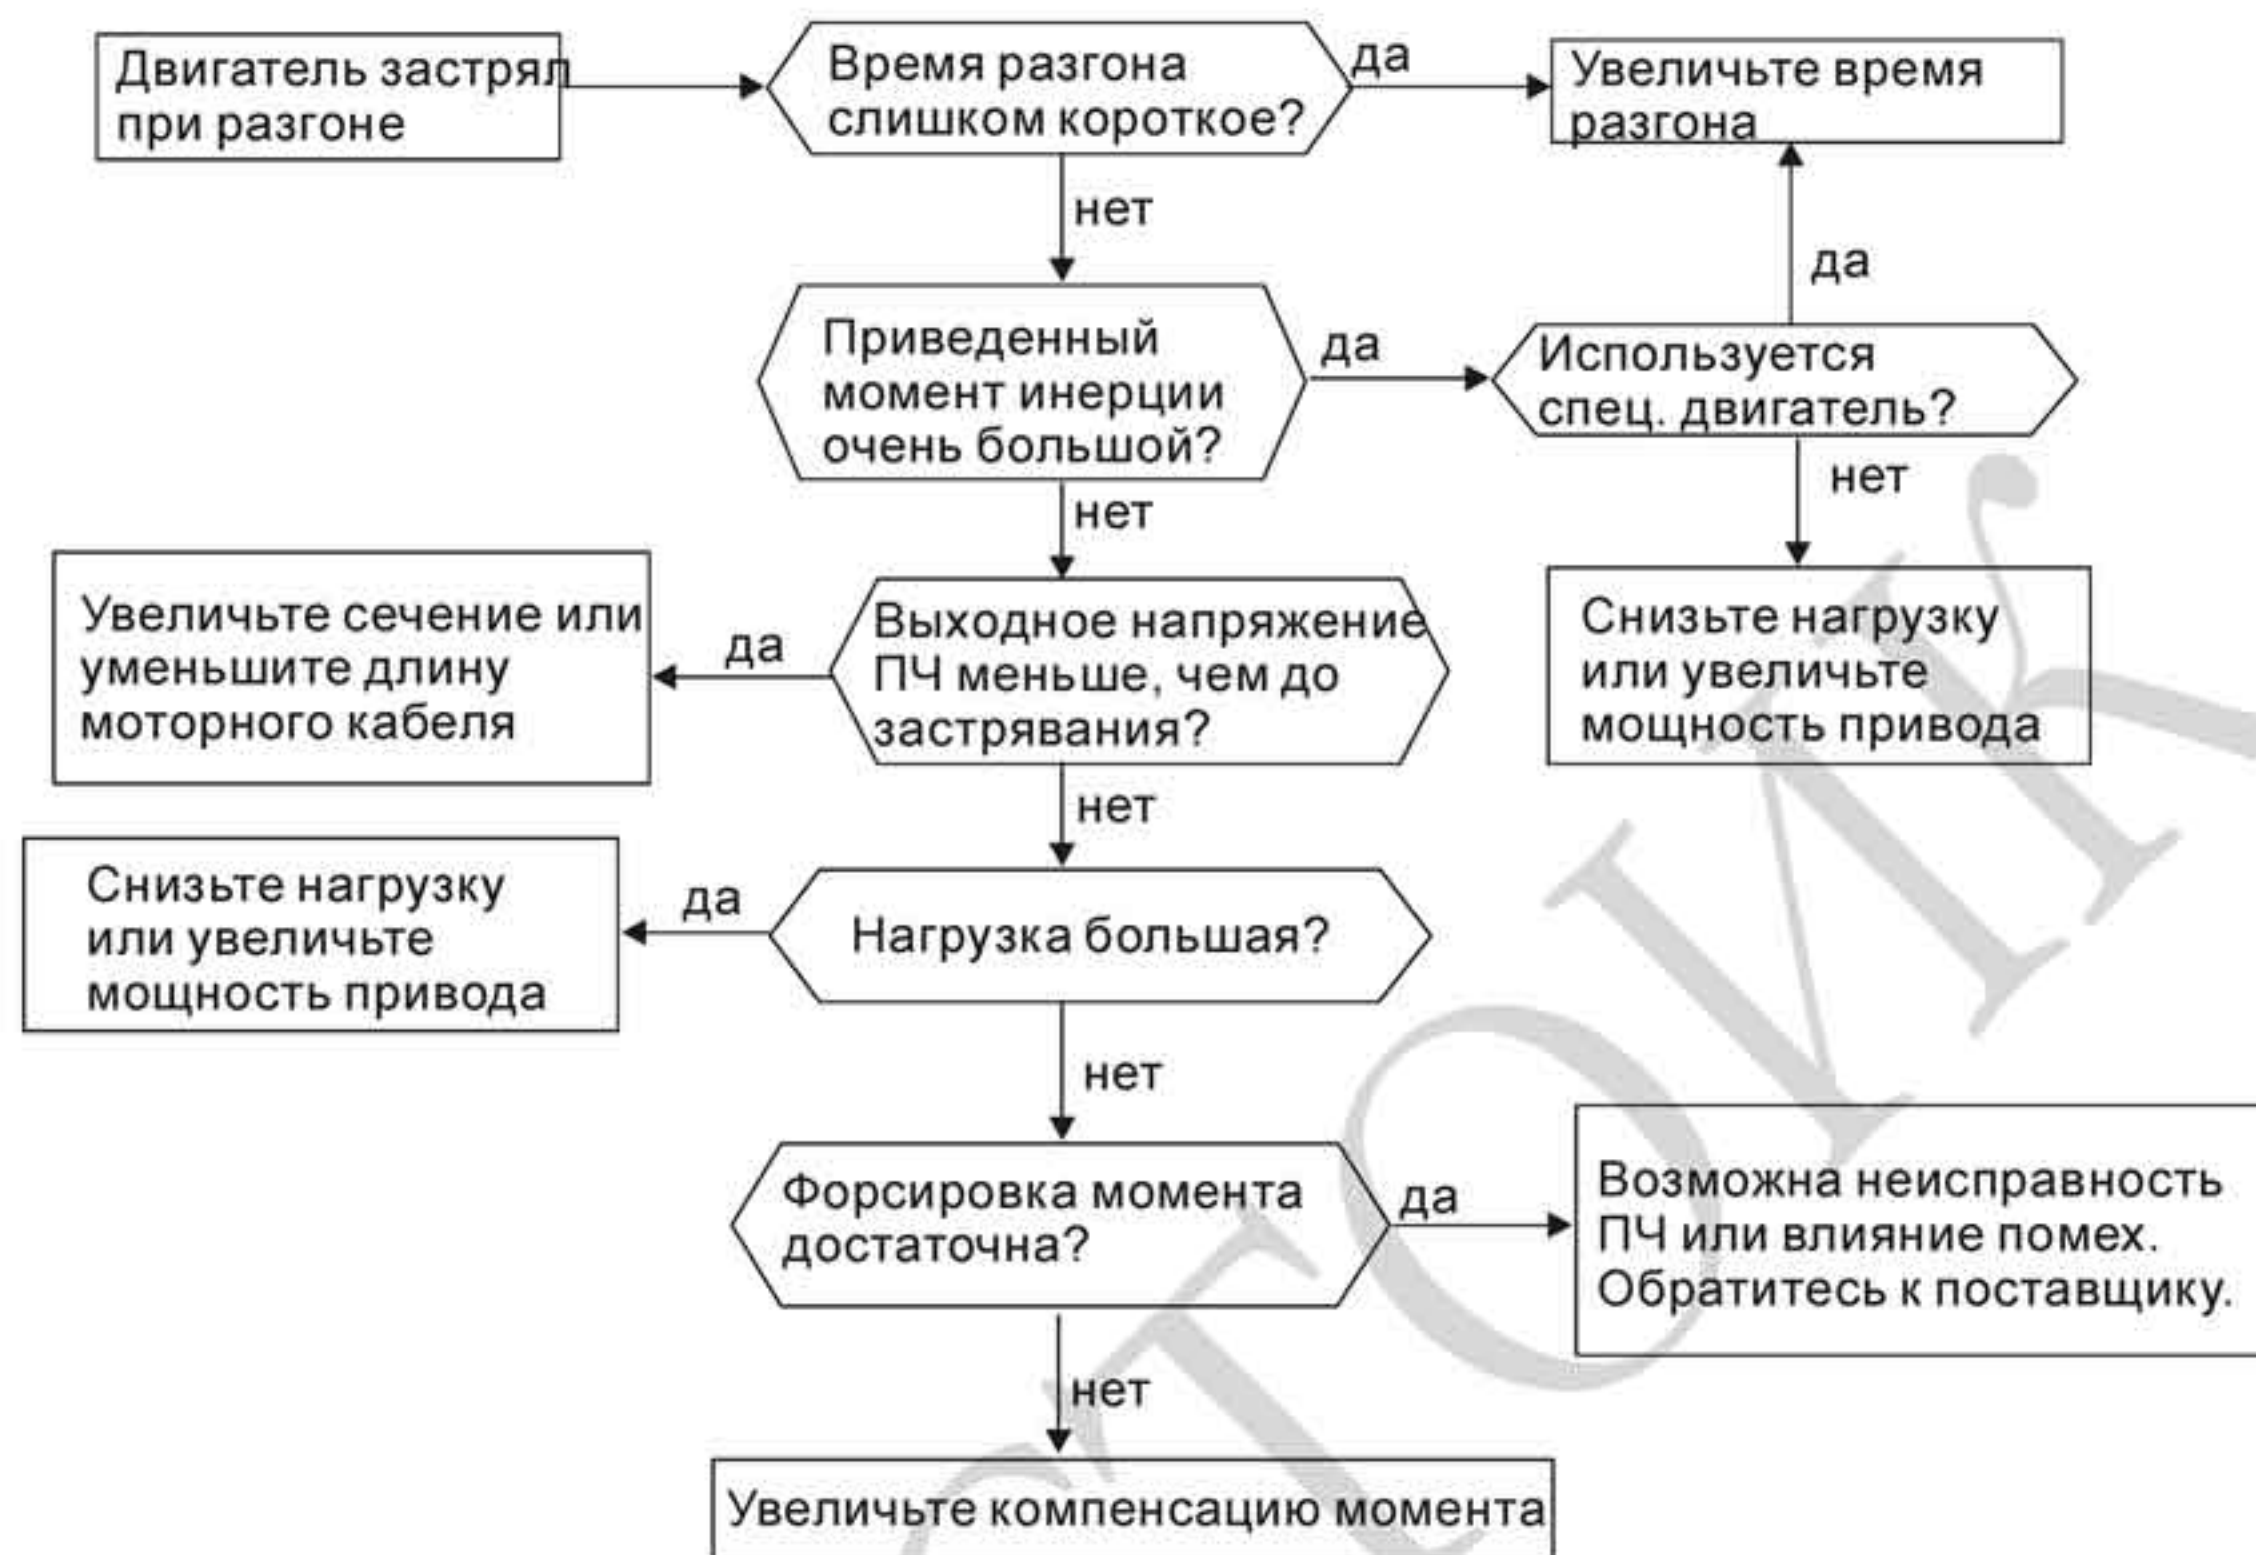 Двигатель застрял
при разгоне
Время разгона
слишком короткое?
да
Увеличьте время
разгона
нет
да
Приведенный
момент инерции
очень большой?
да
Используется
спец. двигатель?
нет
нет
Увеличьте сечение или
уменьшите длину
моторного кабеля
да
Выходное напряжение
ПЧ меньше, чем до
застрявания?
Снизьте нагрузку
или увеличьте
мощность привода
нет
Снизьте нагрузку
или увеличьте
мощность привода
да
Нагрузка большая?
нет
Форсировка момента
достаточна?
да
Возможна неисправность
ПЧ или влияние помех.
Обратитесь к поставщику.
нет
Увеличьте компенсацию момента
СТОИК